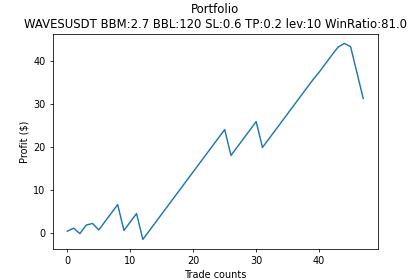 Portfolio
WAVESUSDT BBM:2.7 BBL:120 SL:0.6 TP:0.2 lev:10 WinRatio:81.0
Profit ($)
40
30
20
10
0
0 10 20 30 40
Trade counts